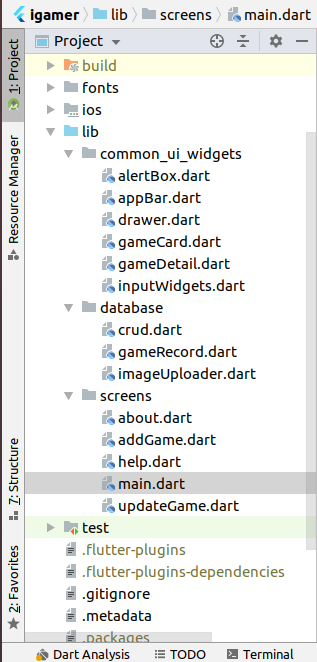 igamer lib screens main.dart
Project
build
fonts
ios
lib
common_ui_widgets
alertBox.dart
appBar.dart
drawer.dart
gameCard.dart
gameDetail.dart
inputWidgets.dart
database
crud.dart
gameRecord.dart
imageUploader.dart
screens
about.dart
addGame.dart
help.dart
main.dart
updateGame.dart
test
.flutter-plugins
.flutter-plugins-dependencies
.gitignore
.metadata
.packages
1: Project
Resource Manager
7: Structure
2: Favorites
Dart Analysis TODO Terminal